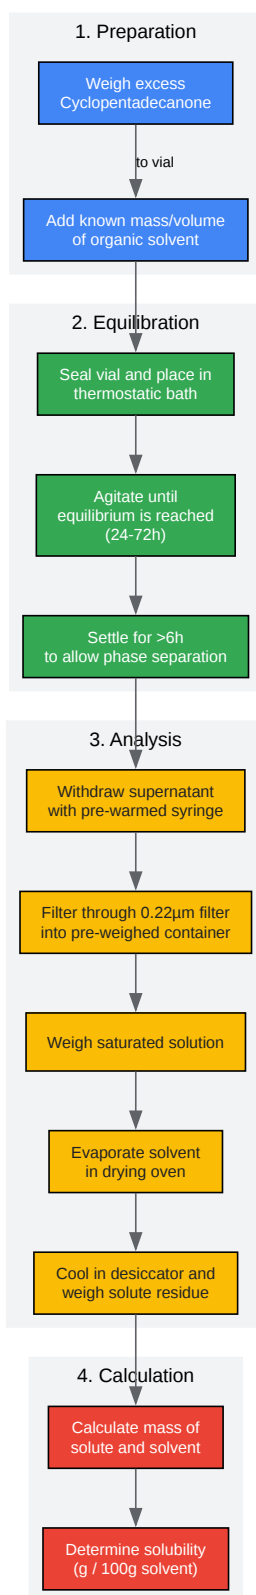 1. Preparation
Weigh excess
Cyclopentadecanone
to vial
Add known mass/volume
of organic solvent
2. Equilibration
Seal vial and place in
thermostatic bath
Agitate until
equilibrium is reached
(24-72h)
Settle for >6h
to allow phase separation
3. Analysis
Withdraw supernatant
with pre-warmed syringe
Filter through 0.22µm filter
into pre-weighed container
Weigh saturated solution
Evaporate solvent
in drying oven
Cool in desiccator and
weigh solute residue
4. Calculation
Calculate mass of
solute and solvent
Determine solubility
(g / 100g solvent)